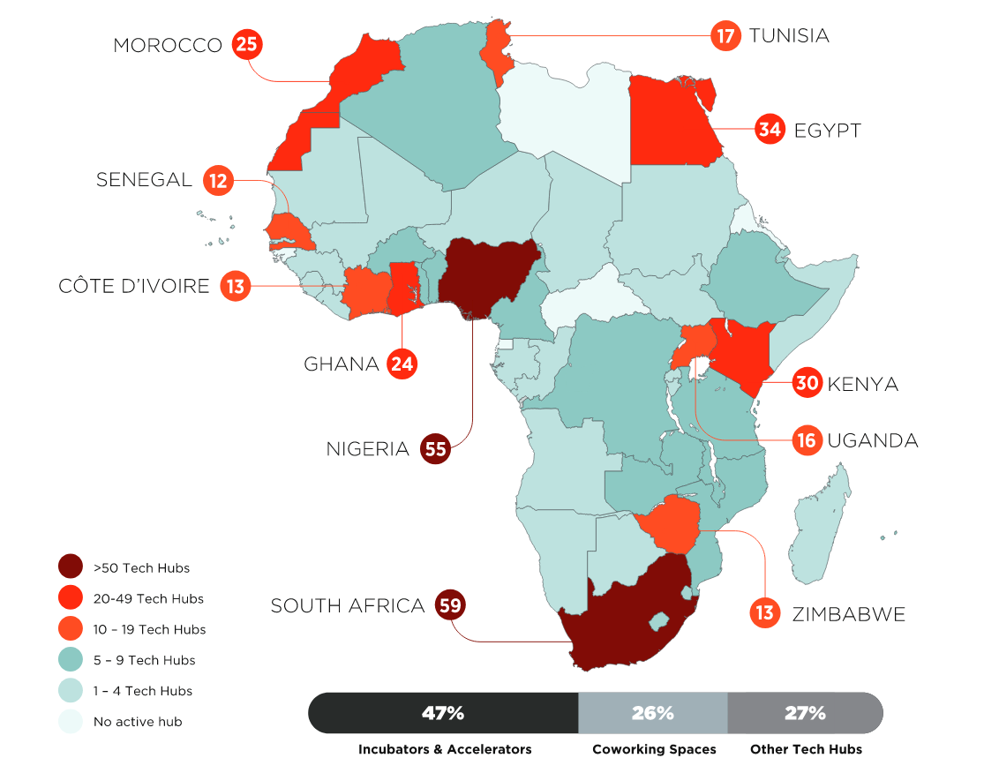 MOROCCO 25
17 TUNISIA
34 EGYPT
SENEGAL 12
CÔTE D'IVOIRE 13
GHANA 24
30 KENYA
NIGERIA 55
16 UGANDA
SOUTH AFRICA 59
13 ZIMBABWE
>50 Tech Hubs
20-49 Tech Hubs
10 – 19 Tech Hubs
5 – 9 Tech Hubs
1 – 4 Tech Hubs
No active hub
47% 26% 27%
Incubators & Accelerators Coworking Spaces Other Tech Hubs